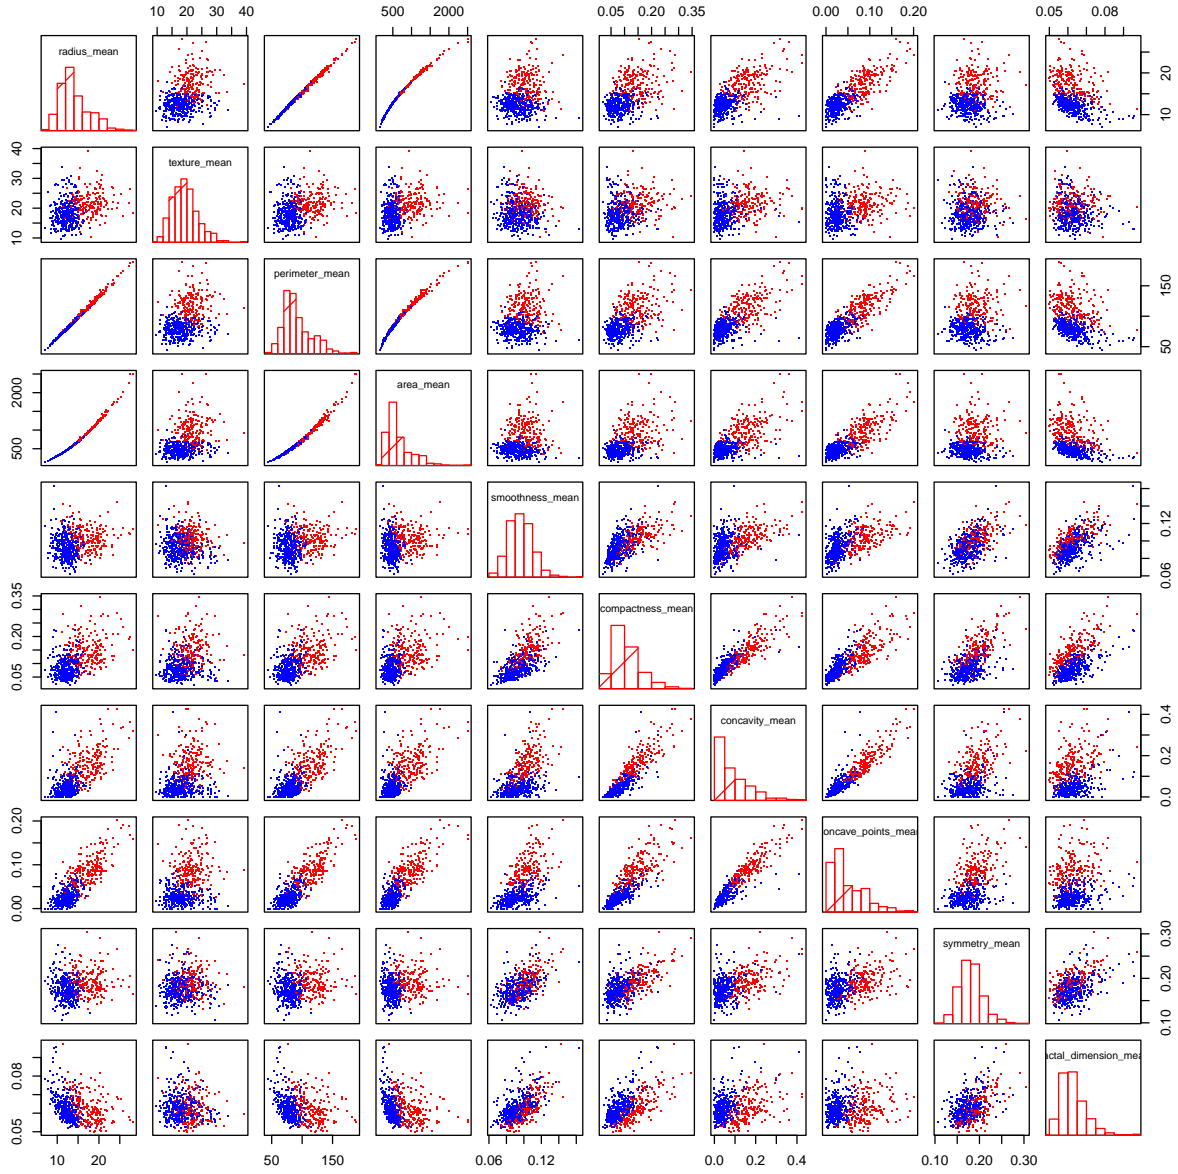 10 20 30 40
500 2000
0.05 0.20 0.35
0.00 0.10 0.20
0.05 0.08
radius_mean
10 20
texture_mean
10 20 30 40
perimeter_mean
50 150
area_mean
500 2000
smoothness_mean
0.06 0.12
compactness_mean
0.05 0.20 0.35
concavity_mean
0.0 0.2 0.4
oncave_points_mea
0.00 0.10 0.20
symmetry_mean
0.10 0.20 0.30
actal_dimension_mea
0.05 0.08
10 20
50 150
0.06 0.12
0.0 0.2 0.4
0.10 0.20 0.30